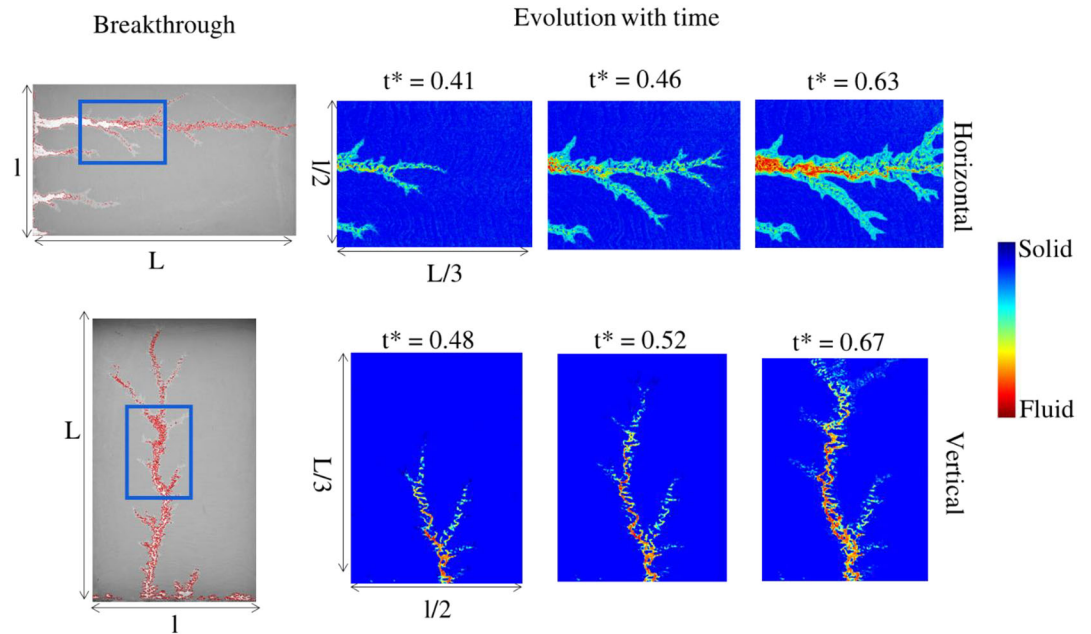 Breakthrough
Evolution with time
t* = 0.41
t* = 0.46
t* = 0.63
l
l/2
Horizontal
L
L/3
Solid
Fluid
t* = 0.48
t* = 0.52
t* = 0.67
L
L/3
Vertical
l
l/2